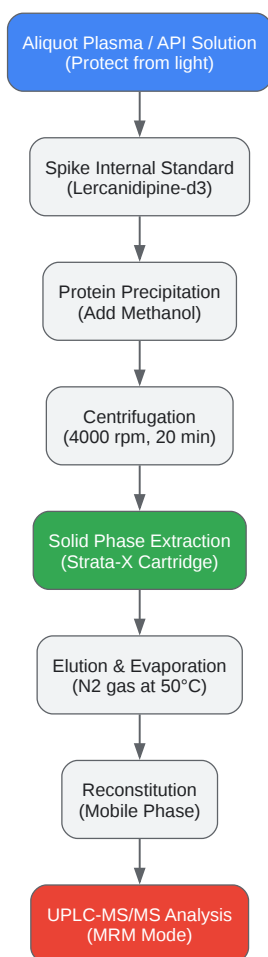 Aliquot Plasma / API Solution
(Protect from light)
Spike Internal Standard
(Lercanidipine-d3)
Protein Precipitation
(Add Methanol)
Centrifugation
(4000 rpm, 20 min)
Solid Phase Extraction
(Strata-X Cartridge)
Elution & Evaporation
(N2 gas at 50°C)
Reconstitution
(Mobile Phase)
UPLC-MS/MS Analysis
(MRM Mode)